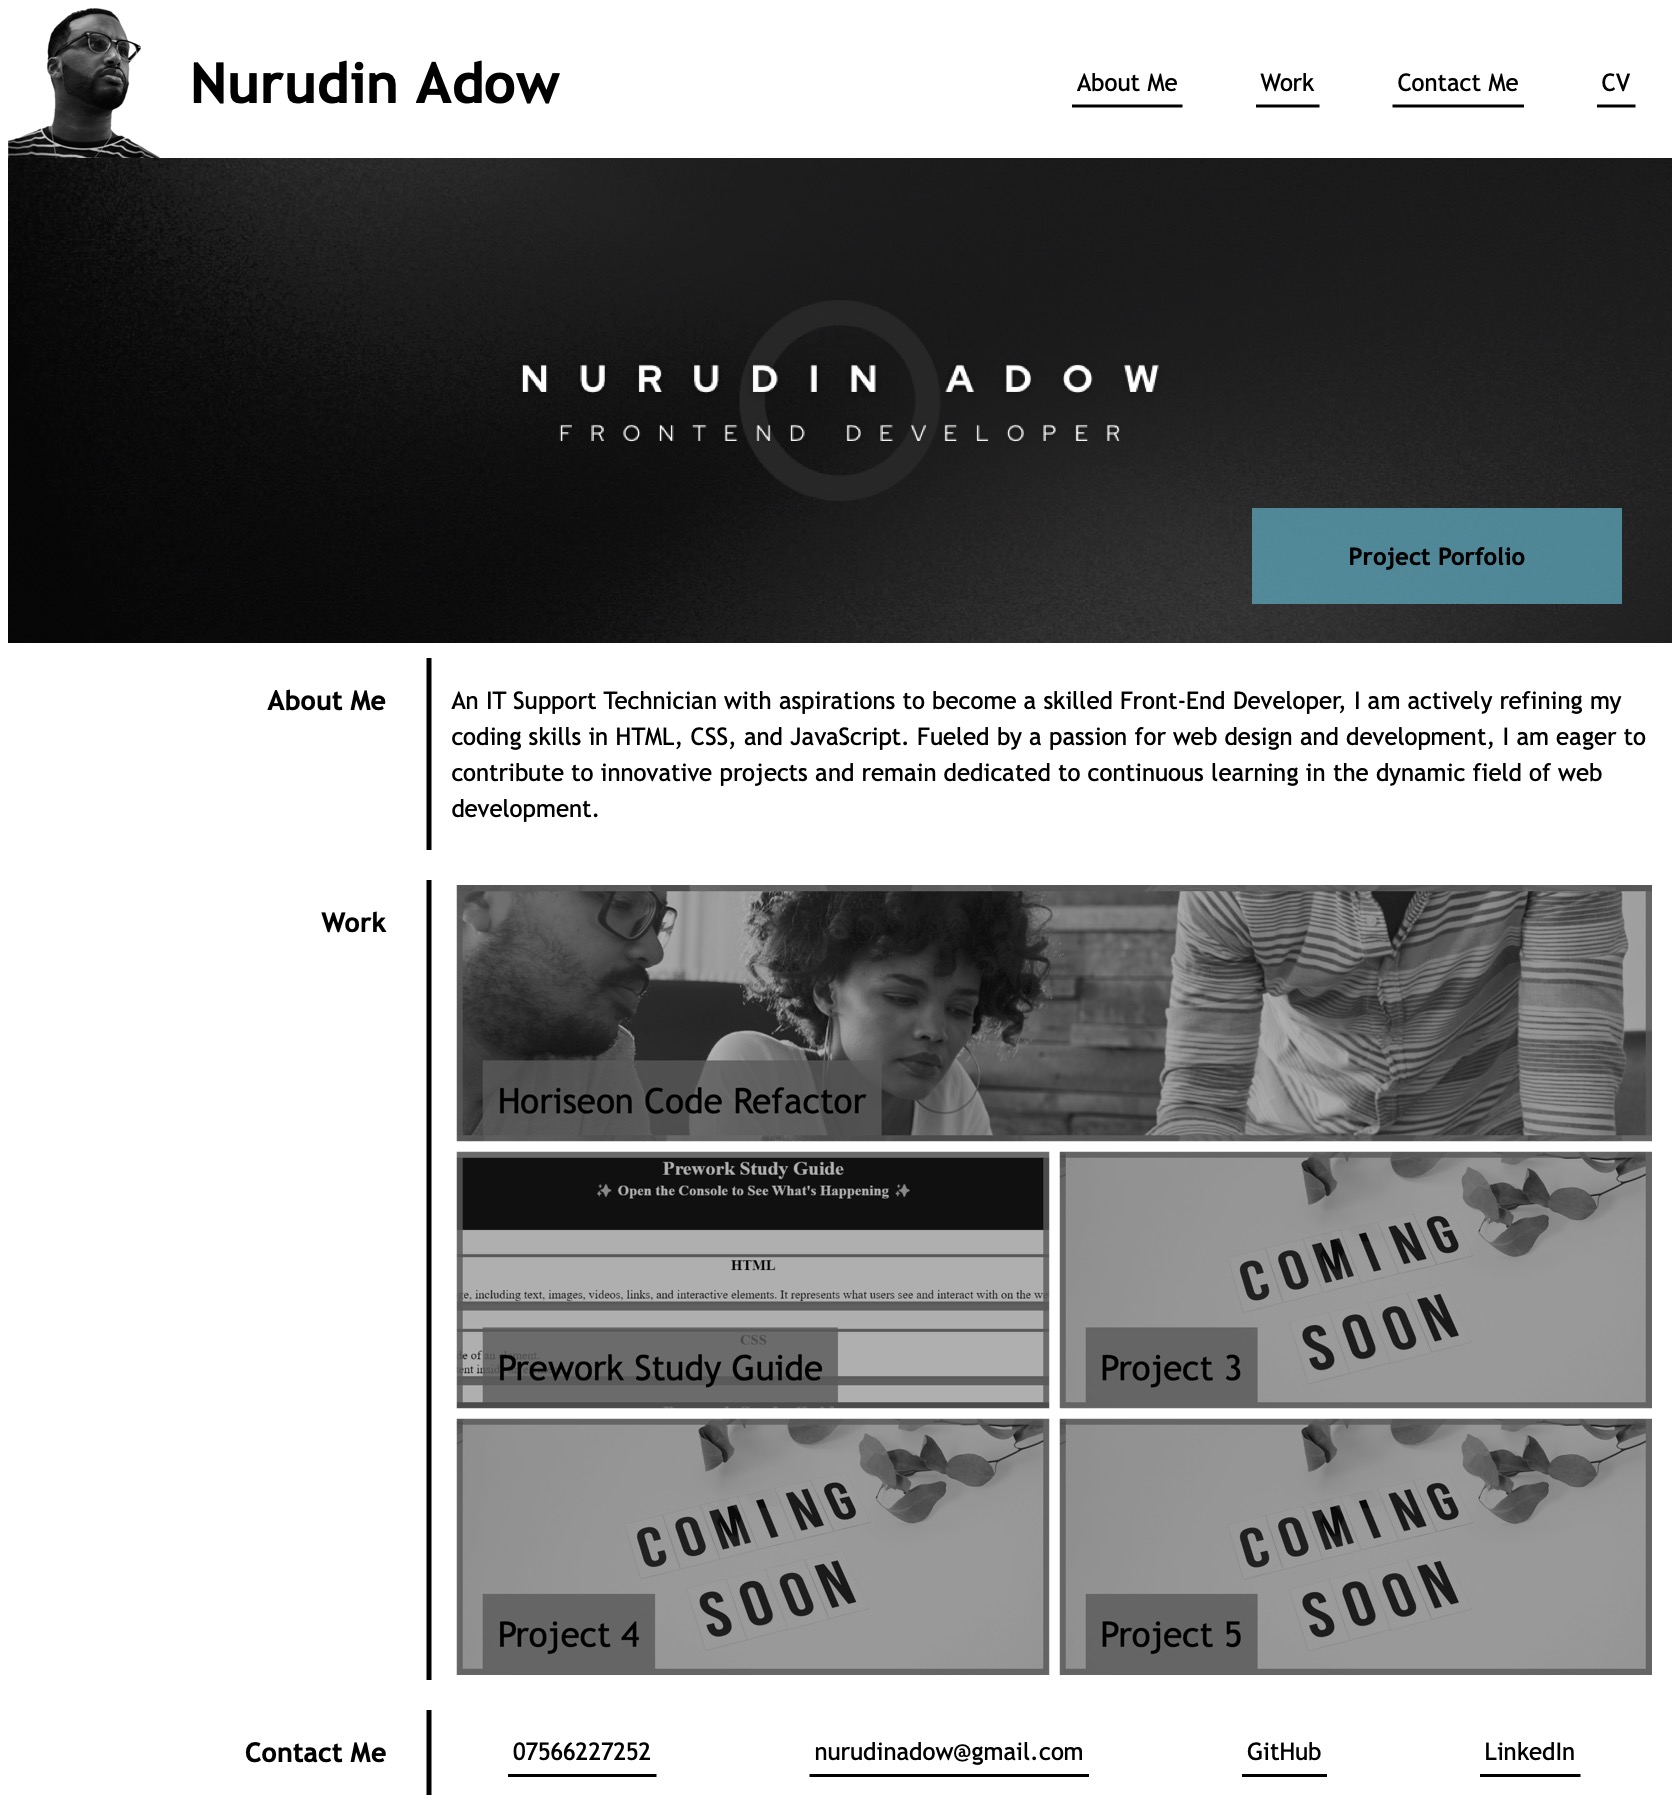 Nurudin Adow
About Me
Work
Contact Me
CV
NURUDIN ADOW
FRONTEND DEVELOPER
Project Porfolio
About Me
An IT Support Technician with aspirations to become a skilled Front-End Developer, I am actively refining my
coding skills in HTML, CSS, and JavaScript. Fueled by a passion for web design and development, I am eager to
contribute to innovative projects and remain dedicated to continuous learning in the dynamic field of web
development.
Work
Horiseon Code Refactor
Prework Study Guide
✨ Open the Console to See What's Happening ✨
HTML
, including text, images, videos, links, and interactive elements. It represents what users see and interact with on the
CSS
of an element.
Prework Study Guide
COMING
SOON
Project 3
COMING
SOON
Project 4
COMING
SOON
Project 5
Contact Me
07566227252
nurudinadow@gmail.com
GitHub
LinkedIn